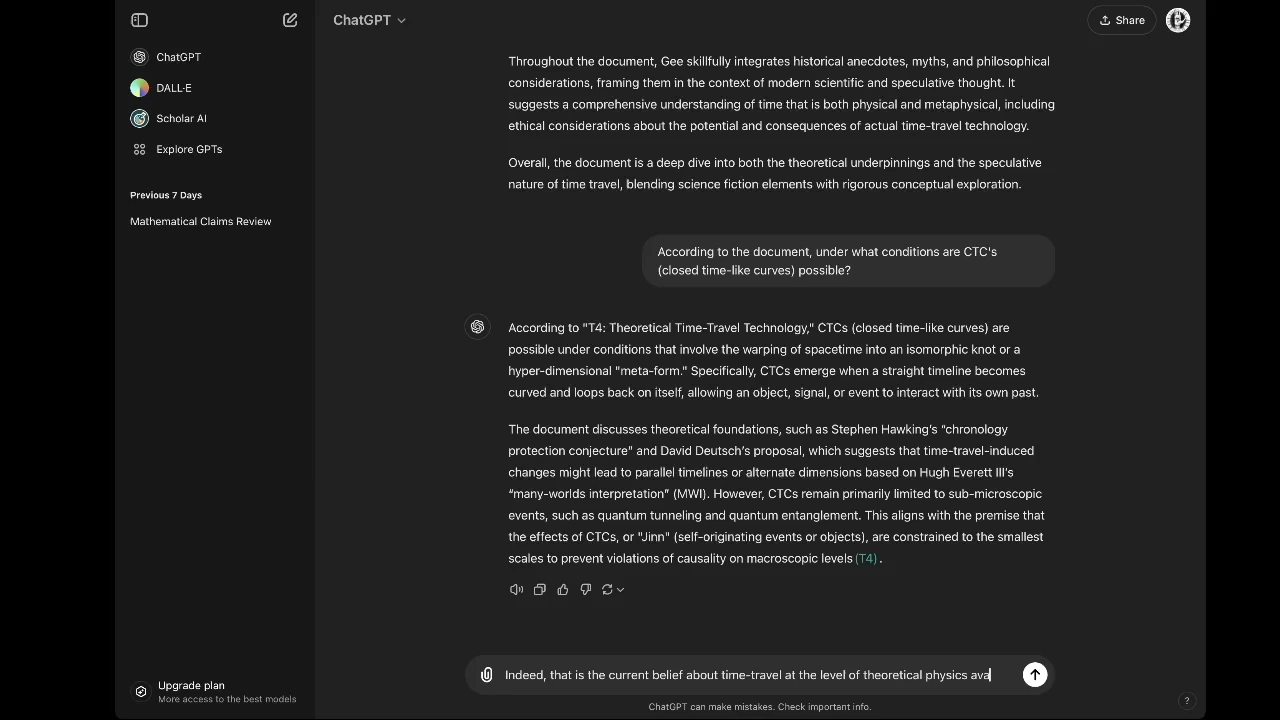 ChatGPT
Share
ChatGPT
DALL·E
Scholar AI
Explore GPTs
Previous 7 Days
Mathematical Claims Review
Throughout the document, Gee skillfully integrates historical anecdotes, myths, and philosophical
considerations, framing them in the context of modern scientific and speculative thought. It
suggests a comprehensive understanding of time that is both physical and metaphysical, including
ethical considerations about the potential and consequences of actual time-travel technology.
Overall, the document is a deep dive into both the theoretical underpinnings and the speculative
nature of time travel, blending science fiction elements with rigorous conceptual exploration.
According to the document, under what conditions are CTC's
(closed time-like curves) possible?
According to "T4: Theoretical Time-Travel Technology," CTCs (closed time-like curves) are
possible under conditions that involve the warping of spacetime into an isomorphic knot or a
hyper-dimensional "meta-form." Specifically, CTCs emerge when a straight timeline becomes
curved and loops back on itself, allowing an object, signal, or event to interact with its own past.
The document discusses theoretical foundations, such as Stephen Hawking’s “chronology
protection conjecture” and David Deutsch’s proposal, which suggests that time-travel-induced
changes might lead to parallel timelines or alternate dimensions based on Hugh Everett III’s
“many-worlds interpretation” (MWI). However, CTCs remain primarily limited to sub-microscopic
events, such as quantum tunneling and quantum entanglement. This aligns with the premise that
the effects of CTCs, or "Jinn" (self-originating events or objects), are constrained to the smallest
scales to prevent violations of causality on macroscopic levels (T4) .
Indeed, that is the current belief about time-travel at the level of theoretical physics ava
Upgrade plan
More access to the best models
ChatGPT can make mistakes. Check important info.
?